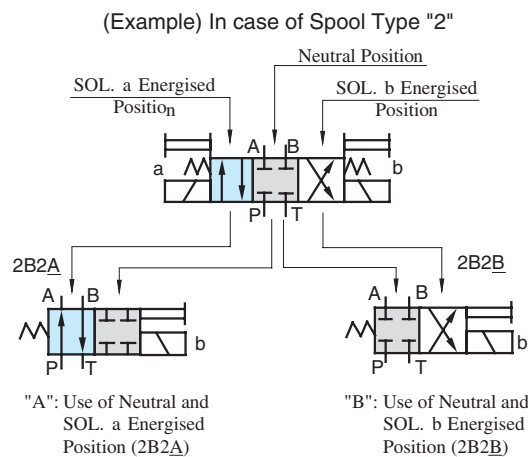 (Example) In case of Spool Type "2"
Neutral Position
SOL. a Energised
Position
SOL. b Energised
Position
A B
a
b
P T
2B2A
2B2B
A B
b
P T
A B
b
P T
"A": Use of Neutral and
SOL. a Energised
Position (2B2A)
"B": Use of Neutral and
SOL. b Energised
Position (2B2B)